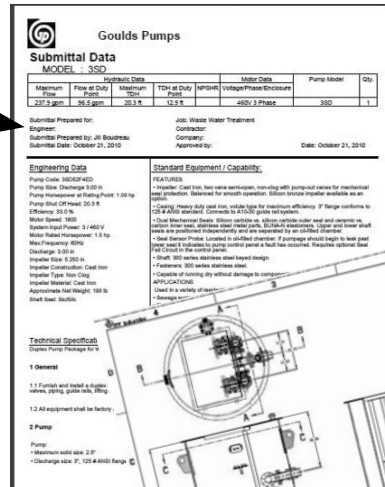 Goulds Pumps
Submittal Data
MODEL : 3SD
Hydraulic Data Motor Data Pump Model Qty.
Maximum Flow Flow at Duty Point Maximum TDH TDH at Duty Point NPSHR Voltage/Phase/Enclosure
237.9 gpm 96.5 gpm 20.3 ft 12.9 ft 460V 3 Phase 3SD 1
Submittal Prepared for: Job: Waste Water Treatment
Engineer: Contractor:
Submittal Prepared by: Jill Boudreau Company:
Submittal Date: October 21, 2010 Approved by: Date: October 21, 2010
Engineering Data
Pump Code: 3SD52F4ED
Pump Size: Discharge 3.00 in
Pump Horsepower at Rating Point: 1.00 hp
Pump Shut Off Head: 20.3 ft
Efficiency: 33.0 %
Motor Speed: 1800
System Input Power: 3 / 460 V
Motor Rated Horsepower: 1.5 hp
Max.Frequency: 60Hz
Discharge: 3.00 in
Impeller Size: 5.250 in
Impeller Construction: Cast Iron
Impeller Type: Non Clog
Impeller Material: Cast Iron
Approximate Net Weight: 190 lb
Shaft Seal: Sic/Sic
Standard Equipment / Capability:
FEATURES
• Impeller: Cast iron, two vane semi-open, non-clog with pump-out vanes for mechanical
seal protection. Balanced for smooth operation. Silicon bronze impeller available as an
option.
• Casing: Heavy duty cast iron, volute type for maximum efficiency. 3" flange conforms to
125 # ANSI standard. Connects to A10-30 guide rail system.
• Dual Mechanical Seals: Silicon carbide vs. silicon carbide outer seal and ceramic vs.
carbon inner seal, stainless steel metal parts, BUNA-N elastomers. Upper and lower shaft
seals are positioned independently and are separated by an oil-filled chamber.
• Seal Sensor Probe: Located in oil-filled chamber. If pumpage should begin to leak past
lower seal it indicates to pump control panel a fault has occurred. Requires optional Seal
Fail Circuit in the control panel.
• Shaft: 300 series stainless steel keyed design.
• Fasteners: 300 series stainless steel.
• Capable of running dry without damage to
APPLICATIONS
Used in a variety of
• Sewage
Technical
Duplex Pump Package for
1 General
1.1 Furnish and install a duplex
valves, piping, guide rails,
1.2 All equipment shall be factory
2 Pump
Pump:
• Maximum solid size: 2.5"
• Discharge size: 3", 125 # ANSI flange
4
3
A
B
B
D
D
A
C
C